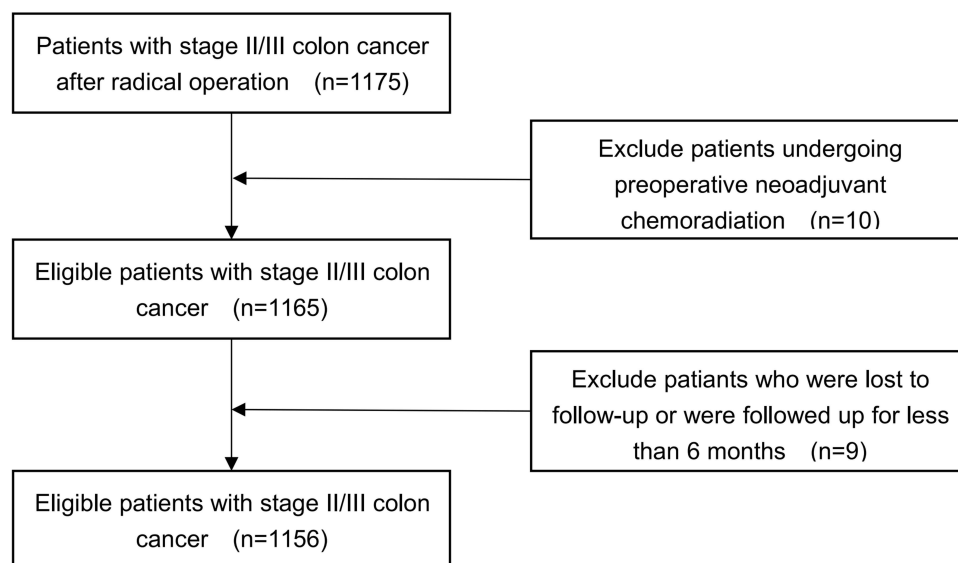 Patients with stage II/III colon cancer
after radical operation (n=1175)
Exclude patients undergoing
preoperative neoadjuvant
chemoradiation (n=10)
Eligible patients with stage II/III colon
cancer (n=1165)
Exclude patiants who were lost to
follow-up or were followed up for less
than 6 months (n=9)
Eligible patients with stage II/III colon
cancer (n=1156)